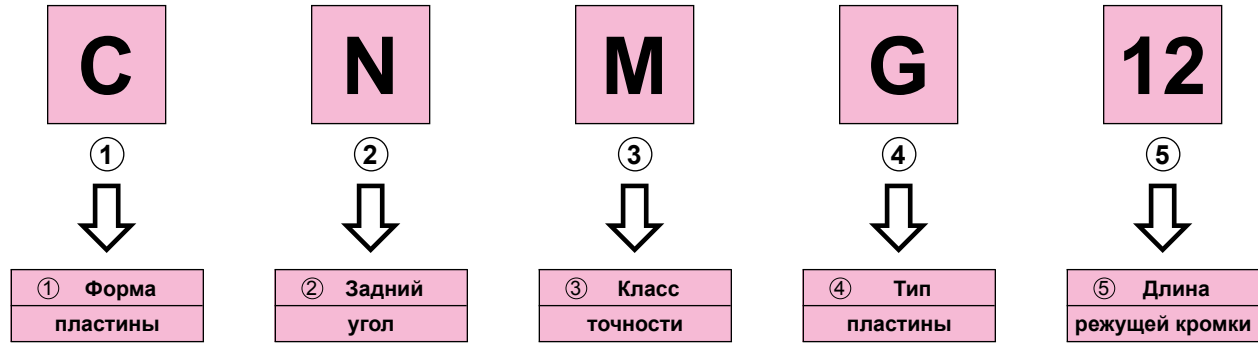 C N M G 12
① ② ③ ④ ⑤
① Форма ② Задний ③ Класс ④ Тип ⑤ Длина
пластины угол точности пластины режущей кромки